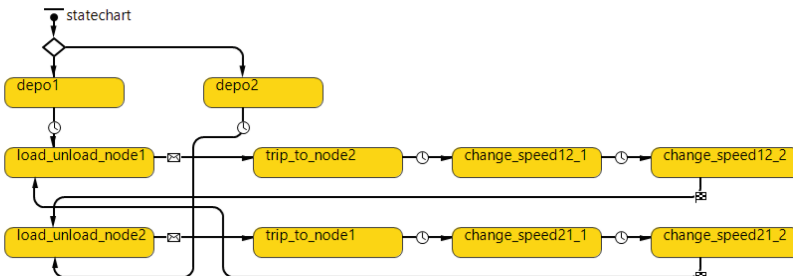 statechart
depo1
depo2
load_unload_node1
trip_to_node2
change_speed12_1
change_speed12_2
load_unload_node2
trip_to_node1
change_speed21_1
change_speed21_2